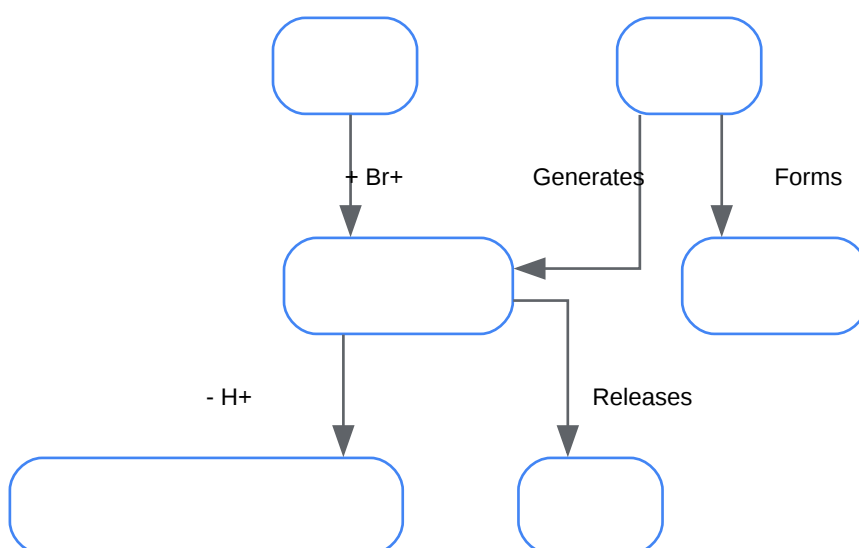 + Br+
Generates
Forms
- H+
Releases